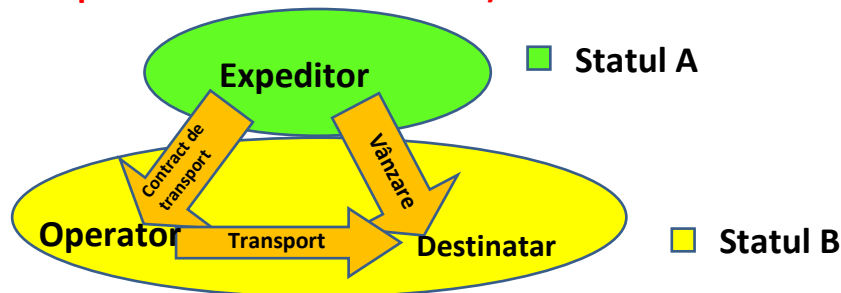 Expeditor
Statul A
Contract de
transport
Vânzare
Operator
Transport
Destinatar
Statul B